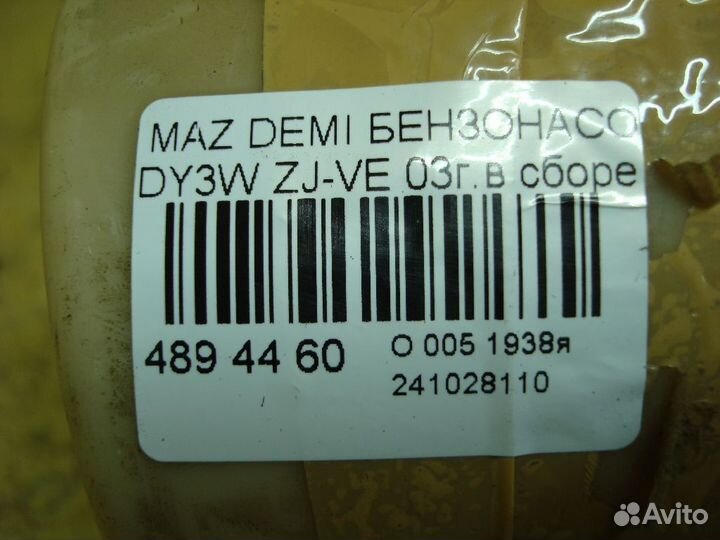 MAZ DEMI БЕНЗОНАСО
DY3W ZJ-VE 03г.в сборе
489 44 60
О 005 1938я
241028110
Avito